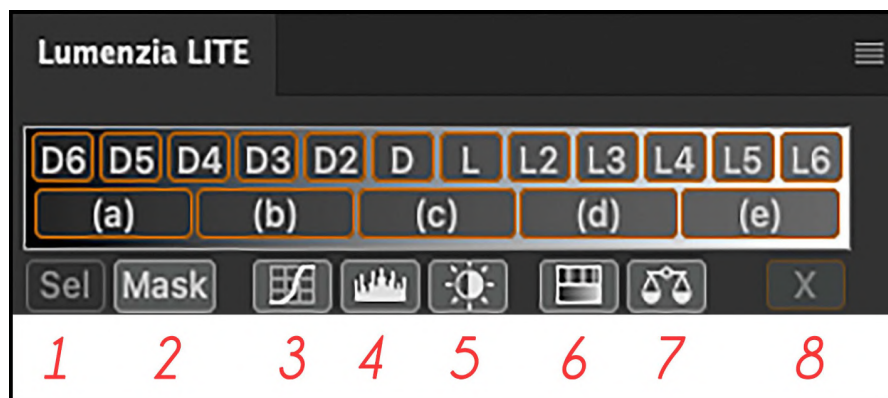 Lumenzia LITE
D6 D5 D4 D3 D2 D L L2 L3 L4 L5 L6
(a) (b) (c) (d) (e)
Sel Mask X
1 2 3 4 5 6 7 8